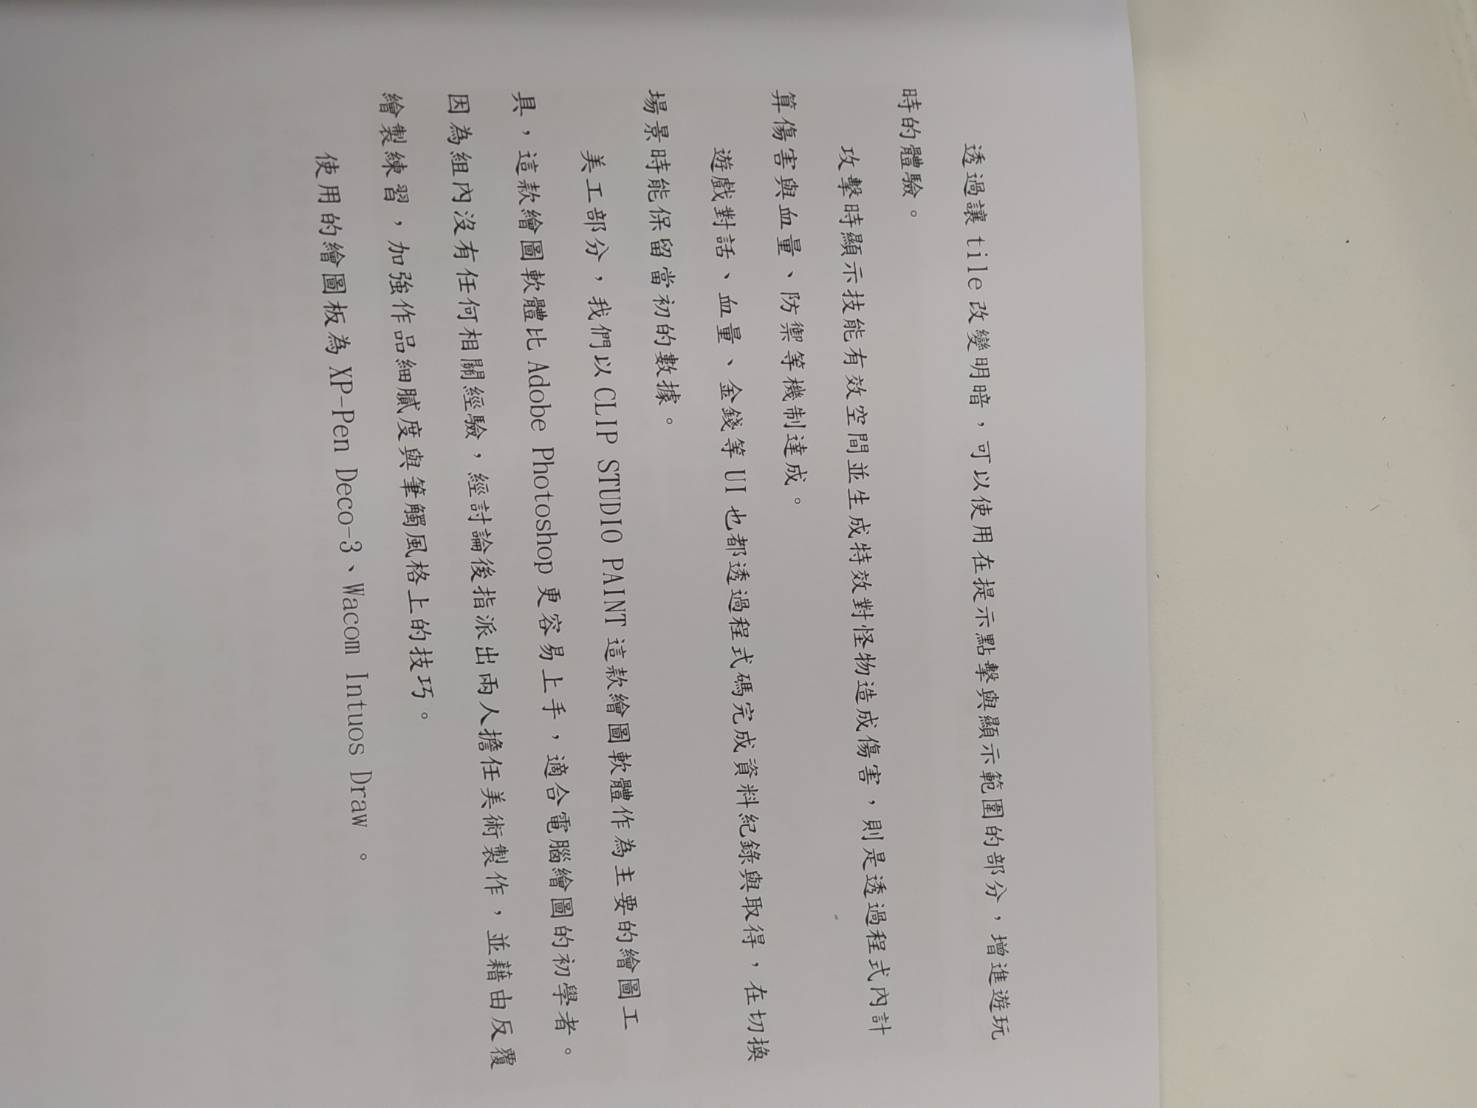 透過讓 tile 改變明暗，可以使用在提示點擊與顯示範圍的部分，增進遊玩
時的體驗。
攻擊時顯示技能有效空間並生成特效對怪物造成傷害，則是透過程式內計
算傷害與血量、防禦等機制達成。
遊戲對話、血量、金錢等 UI 也都透過程式碼完成資料紀錄與取得，在切換
場景時能保留當初的數據。
美工部分，我們以 CLIP STUDIO PAINT 這款繪圖軟體作為主要的繪圖工
具，這款繪圖軟體比 Adobe Photoshop 更容易上手，適合電腦繪圖的初學者。
因為組內沒有任何相關經驗，經討論後指派出兩人擔任美術製作，並藉由反覆
繪製練習，加強作品細膩度與筆觸風格上的技巧。
使用的繪圖板為 XP-Pen Deco-3、Wacom Intuos Draw 。